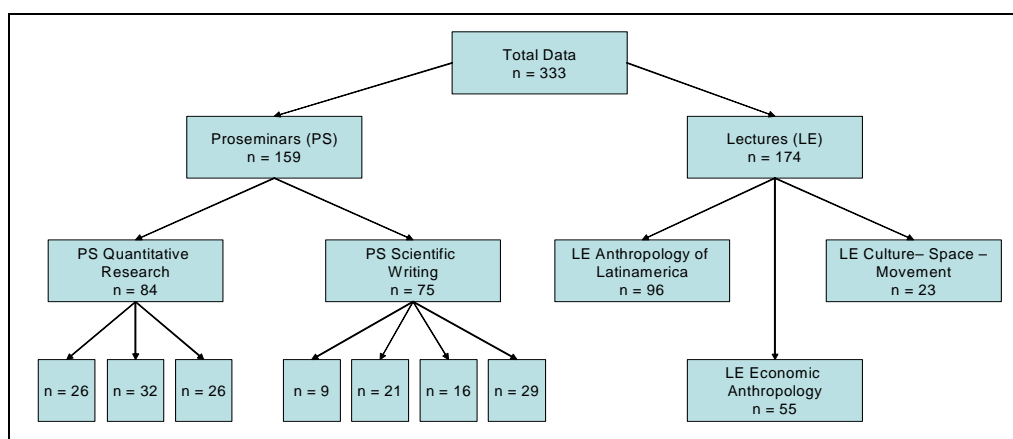 Total Data
n = 333
Proseminars (PS)
n = 159
Lectures (LE)
n = 174
PS Quantitative
Research
n = 84
PS Scientific
Writing
n = 75
LE Anthropology of
Latinamerica
n = 96
LE Culture– Space –
Movement
n = 23
n = 26
n = 32
n = 26
n = 9
n = 21
n = 16
n = 29
LE Economic
Anthropology
n = 55